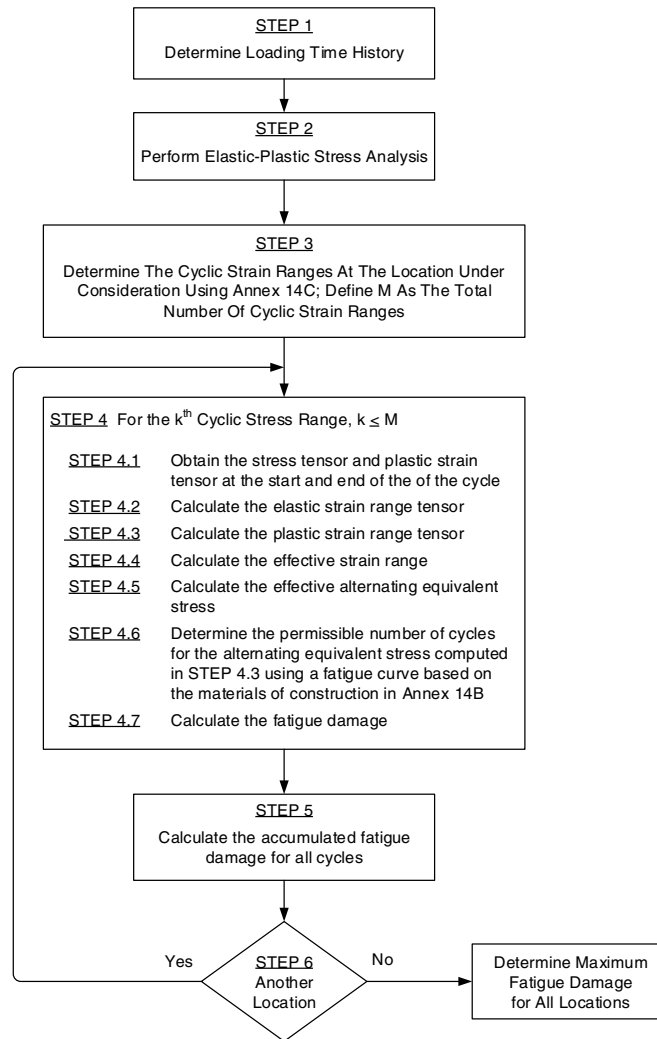 STEP 1
Determine Loading Time History
STEP 2
Perform Elastic-Plastic Stress Analysis
STEP 3
Determine The Cyclic Strain Ranges At The Location Under
Consideration Using Annex 14C; Define M As The Total
Number Of Cyclic Strain Ranges
STEP 4 For the kth Cyclic Stress Range, k ≤ M
STEP 4.1 Obtain the stress tensor and plastic strain
tensor at the start and end of the of the cycle
STEP 4.2 Calculate the elastic strain range tensor
STEP 4.3 Calculate the plastic strain range tensor
STEP 4.4 Calculate the effective strain range
STEP 4.5 Calculate the effective alternating equivalent
stress
STEP 4.6 Determine the permissible number of cycles
for the alternating equivalent stress computed
in STEP 4.3 using a fatigue curve based on
the materials of construction in Annex 14B
STEP 4.7 Calculate the fatigue damage
STEP 5
Calculate the accumulated fatigue
damage for all cycles
Yes
STEP 6
Another
Location
No
Determine Maximum
Fatigue Damage
for All Locations